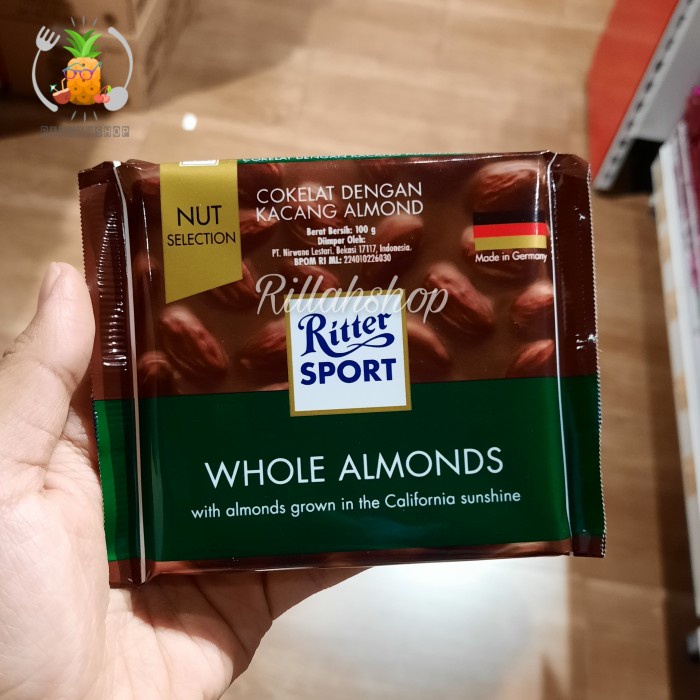 COKELAT DENGAN
KACANG ALMOND
NUT
SELECTION
Berat Bersih: 100 g
Diimpor Oleh:
PT. Nirwana Lestari, Bekasi 17117, Indonesia.
BPOM RI ML: 224010226030
Made in Germany
Rillahshop
Ritter
SPORT
WHOLE ALMONDS
with almonds grown in the California sunshine